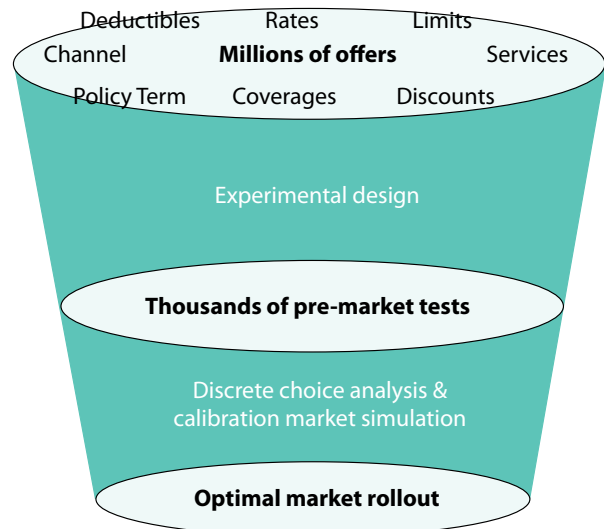 Deductibles Rates Limits
Channel Millions of offers Services
Policy Term Coverages Discounts
Experimental design
Thousands of pre-market tests
Discrete choice analysis &
calibration market simulation
Optimal market rollout